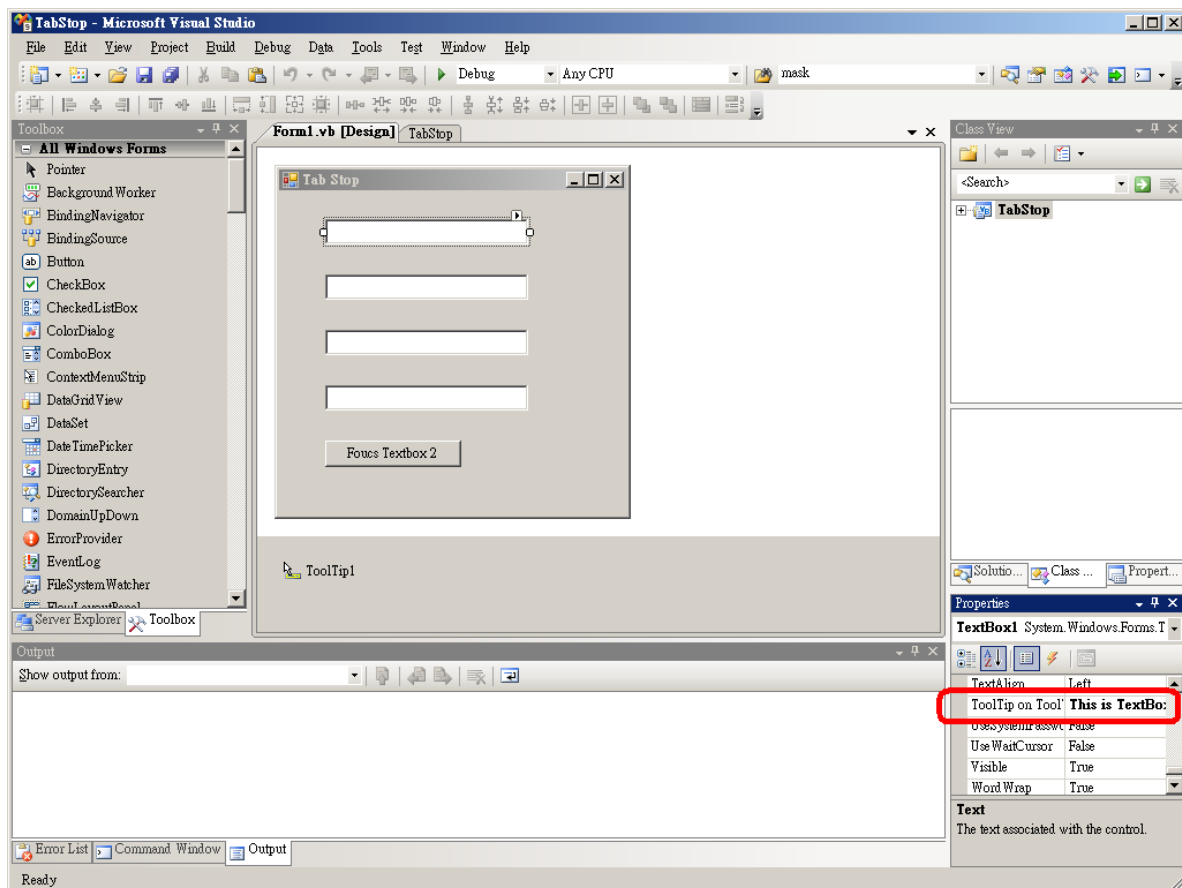 TabStop - Microsoft Visual Studio
File Edit View Project Build Debug Data Tools Test Window Help
Debug Any CPU mask
Toolbox
All Windows Forms
Pointer
BackgroundWorker
BindingNavigator
BindingSource
Button
CheckBox
CheckedListBox
ColorDialog
ComboBox
ContextMenuStrip
DataGridView
DataSet
DateTimePicker
DirectoryEntry
DirectorySearcher
DomainUpDown
ErrorProvider
EventLog
FileSystemWatcher
FlowLayoutPanel
Server Explorer Toolbox
Form1.vb [Design] TabStop
Tab Stop
Foucs Textbox 2
ToolTip1
Class View
<Search>
TabStop
Solutio... Class ... Propert...
Properties
TextBox1 System.Windows.Forms.T
TextAlign Left
ToolTip on Tool' This is TextBo
UseSystemPasswo False
UseWaitCursor False
Visible True
WordWrap True
Text
The text associated with the control.
Output
Show output from:
Error List Command Window Output
Ready